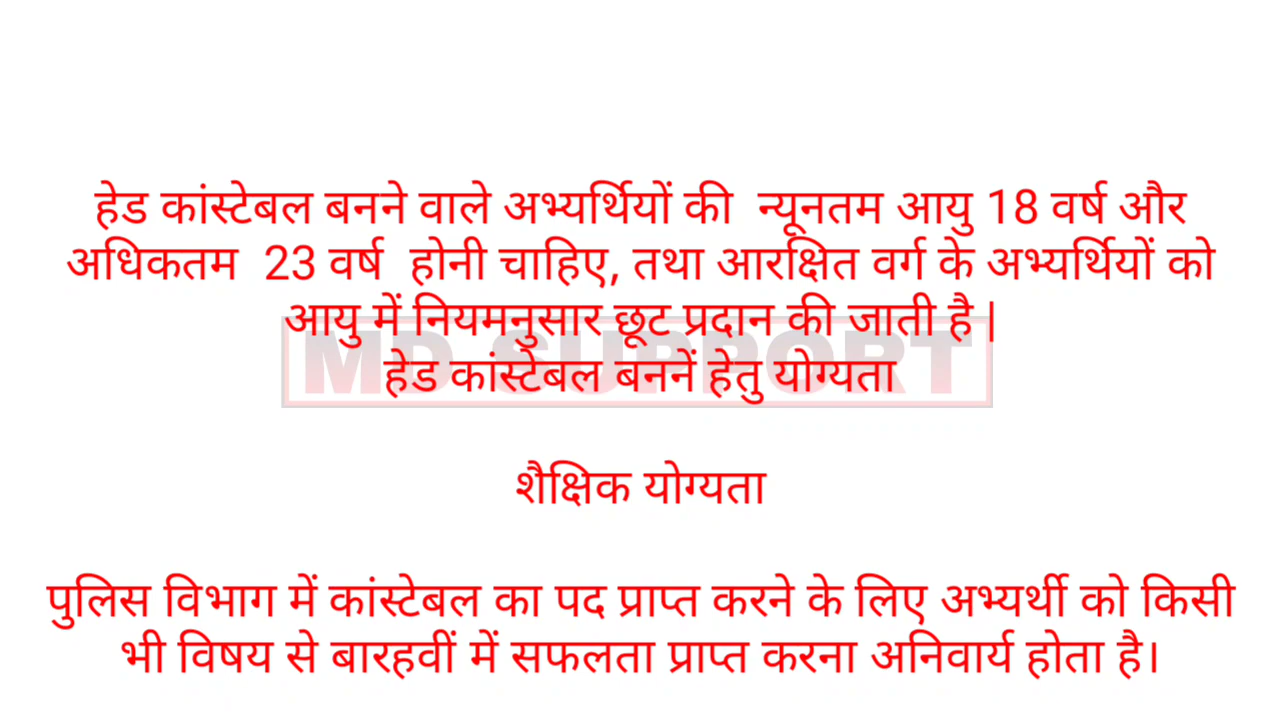 हेड कांस्टेबल बनने वाले अभ्यर्थियों की न्यूनतम आयु 18 वर्ष और
अधिकतम 23 वर्ष होनी चाहिए, तथा आरक्षित वर्ग के अभ्यर्थियों को
आयु में नियमनुसार छूट प्रदान की जाती है |
MD SUPPORT
हेड कांस्टेबल बननें हेतु योग्यता
शैक्षिक योग्यता
पुलिस विभाग में कांस्टेबल का पद प्राप्त करने के लिए अभ्यर्थी को किसी
भी विषय से बारहवीं में सफलता प्राप्त करना अनिवार्य होता है।